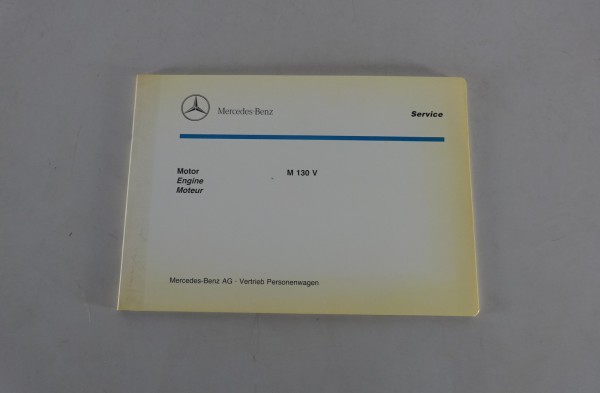 Mercedes-Benz
Service
Motor M 130 V
Engine
Moteur
Mercedes-Benz AG · Vertrieb Personenwagen